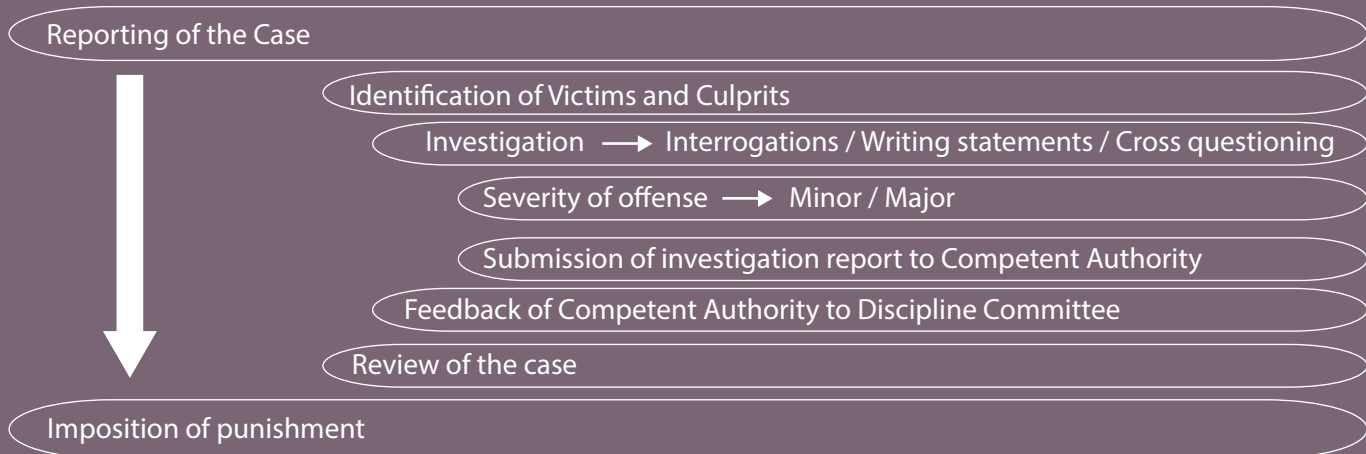 Reporting of the Case
Identification of Victims and Culprits
Investigation → Interrogations / Writing statements / Cross questioning
Severity of offense → Minor / Major
Submission of investigation report to Competent Authority
Feedback of Competent Authority to Discipline Committee
Review of the case
Imposition of punishment